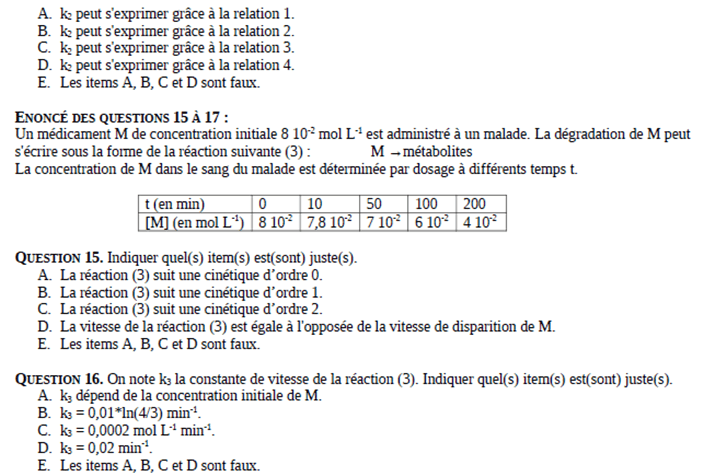 A. k₂ peut s'exprimer grâce à la relation 1.
B. k₂ peut s'exprimer grâce à la relation 2.
C. k₂ peut s'exprimer grâce à la relation 3.
D. k₂ peut s'exprimer grâce à la relation 4.
E. Les items A, B, C et D sont faux.
ENONCÉ DES QUESTIONS 15 À 17 :
Un médicament M de concentration initiale 8 10⁻² mol L⁻¹ est administré à un malade. La dégradation de M peut
s'écrire sous la forme de la réaction suivante (3) : M → métabolites
La concentration de M dans le sang du malade est déterminée par dosage à différents temps t.
t (en min) 0 10 50 100 200
[M] (en mol L⁻¹) 8 10⁻² 7,8 10⁻² 7 10⁻² 6 10⁻² 4 10⁻²
QUESTION 15. Indiquer quel(s) item(s) est(sont) juste(s).
A. La réaction (3) suit une cinétique d’ordre 0.
B. La réaction (3) suit une cinétique d’ordre 1.
C. La réaction (3) suit une cinétique d’ordre 2.
D. La vitesse de la réaction (3) est égale à l'opposée de la vitesse de disparition de M.
E. Les items A, B, C et D sont faux.
QUESTION 16. On note k₃ la constante de vitesse de la réaction (3). Indiquer quel(s) item(s) est(sont) juste(s).
A. k₃ dépend de la concentration initiale de M.
B. k₃ = 0,01*ln(4/3) min⁻¹.
C. k₃ = 0,0002 mol L⁻¹ min⁻¹.
D. k₃ = 0,02 min⁻¹.
E. Les items A, B, C et D sont faux.